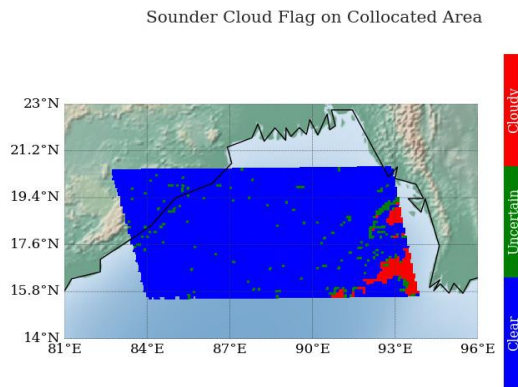 Sounder Cloud Flag on Collocated Area
23°N
21.2°N
19.4°N
17.6°N
15.8°N
14°N
81°E 84°E 87°E 90°E 93°E 96°E
Cloudy
Uncertain
Clear